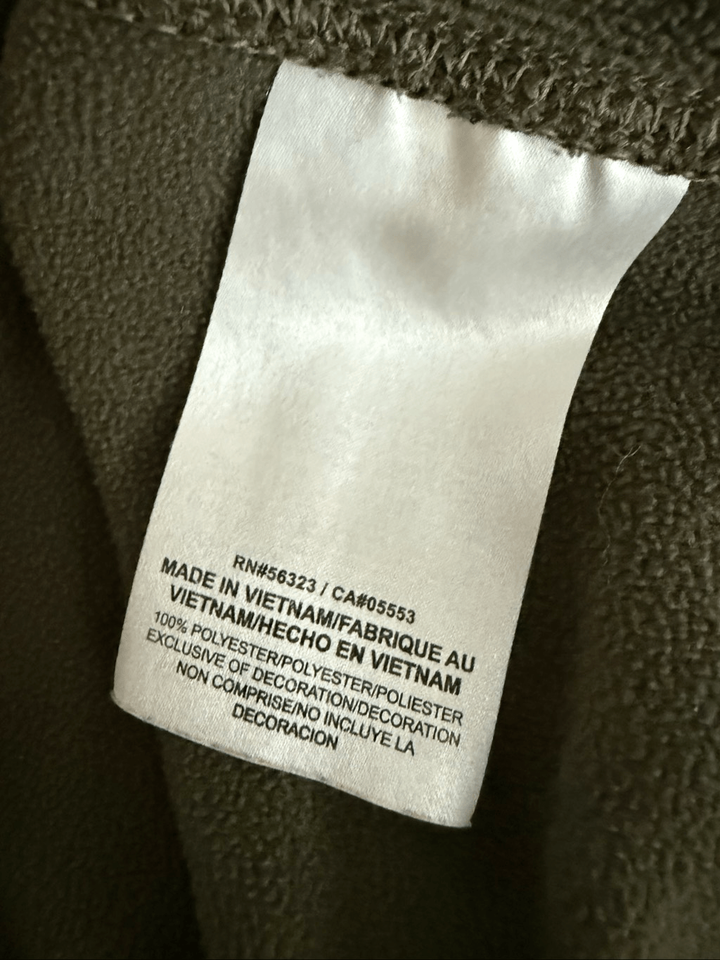 RN#56323 / CA#05553
MADE IN VIETNAM/FABRIQUE AU
VIETNAM/HECHO EN VIETNAM
100% POLYESTER/POLYESTER/POLIESTER
EXCLUSIVE OF DECORATION/DECORATION
NON COMPRISE/NO INCLUYE LA
DECORACION